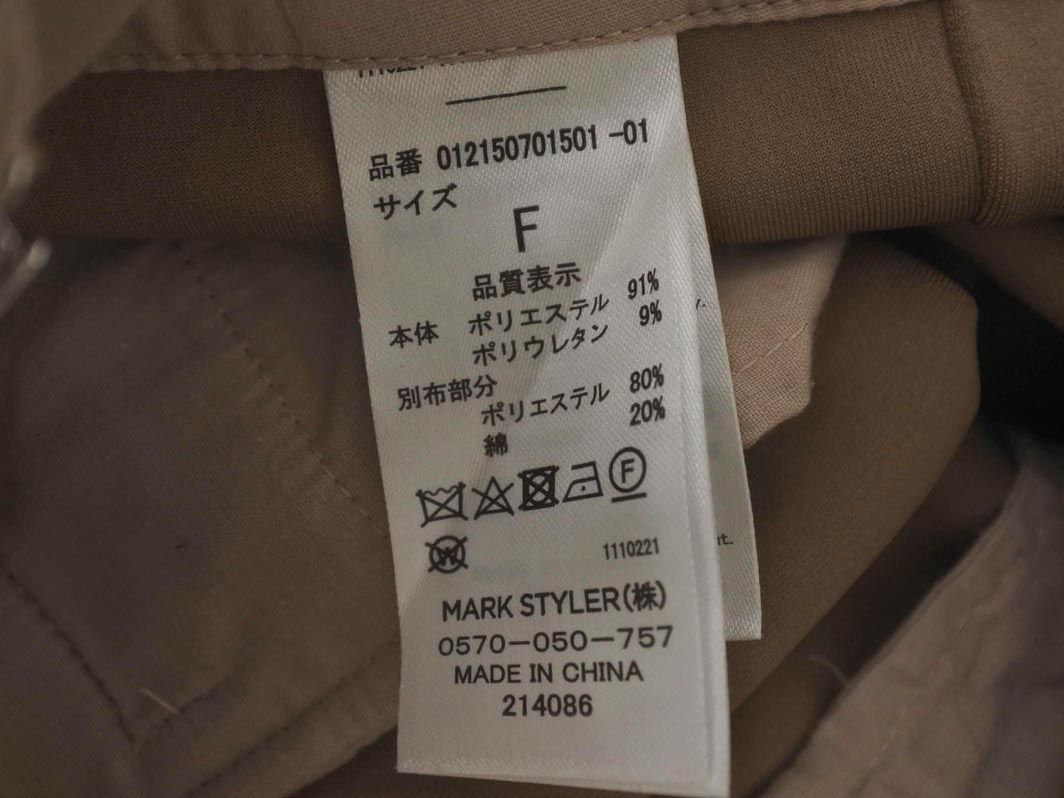 品番 012150701501 -01
サイズ
F
品質表示
本体 ポリエステル 91%
ポリウレタン 9%
別布部分
ポリエステル 80%
綿 20%
F
W
1110221
MARK STYLER(株)
0570-050-757
MADE IN CHINA
214086